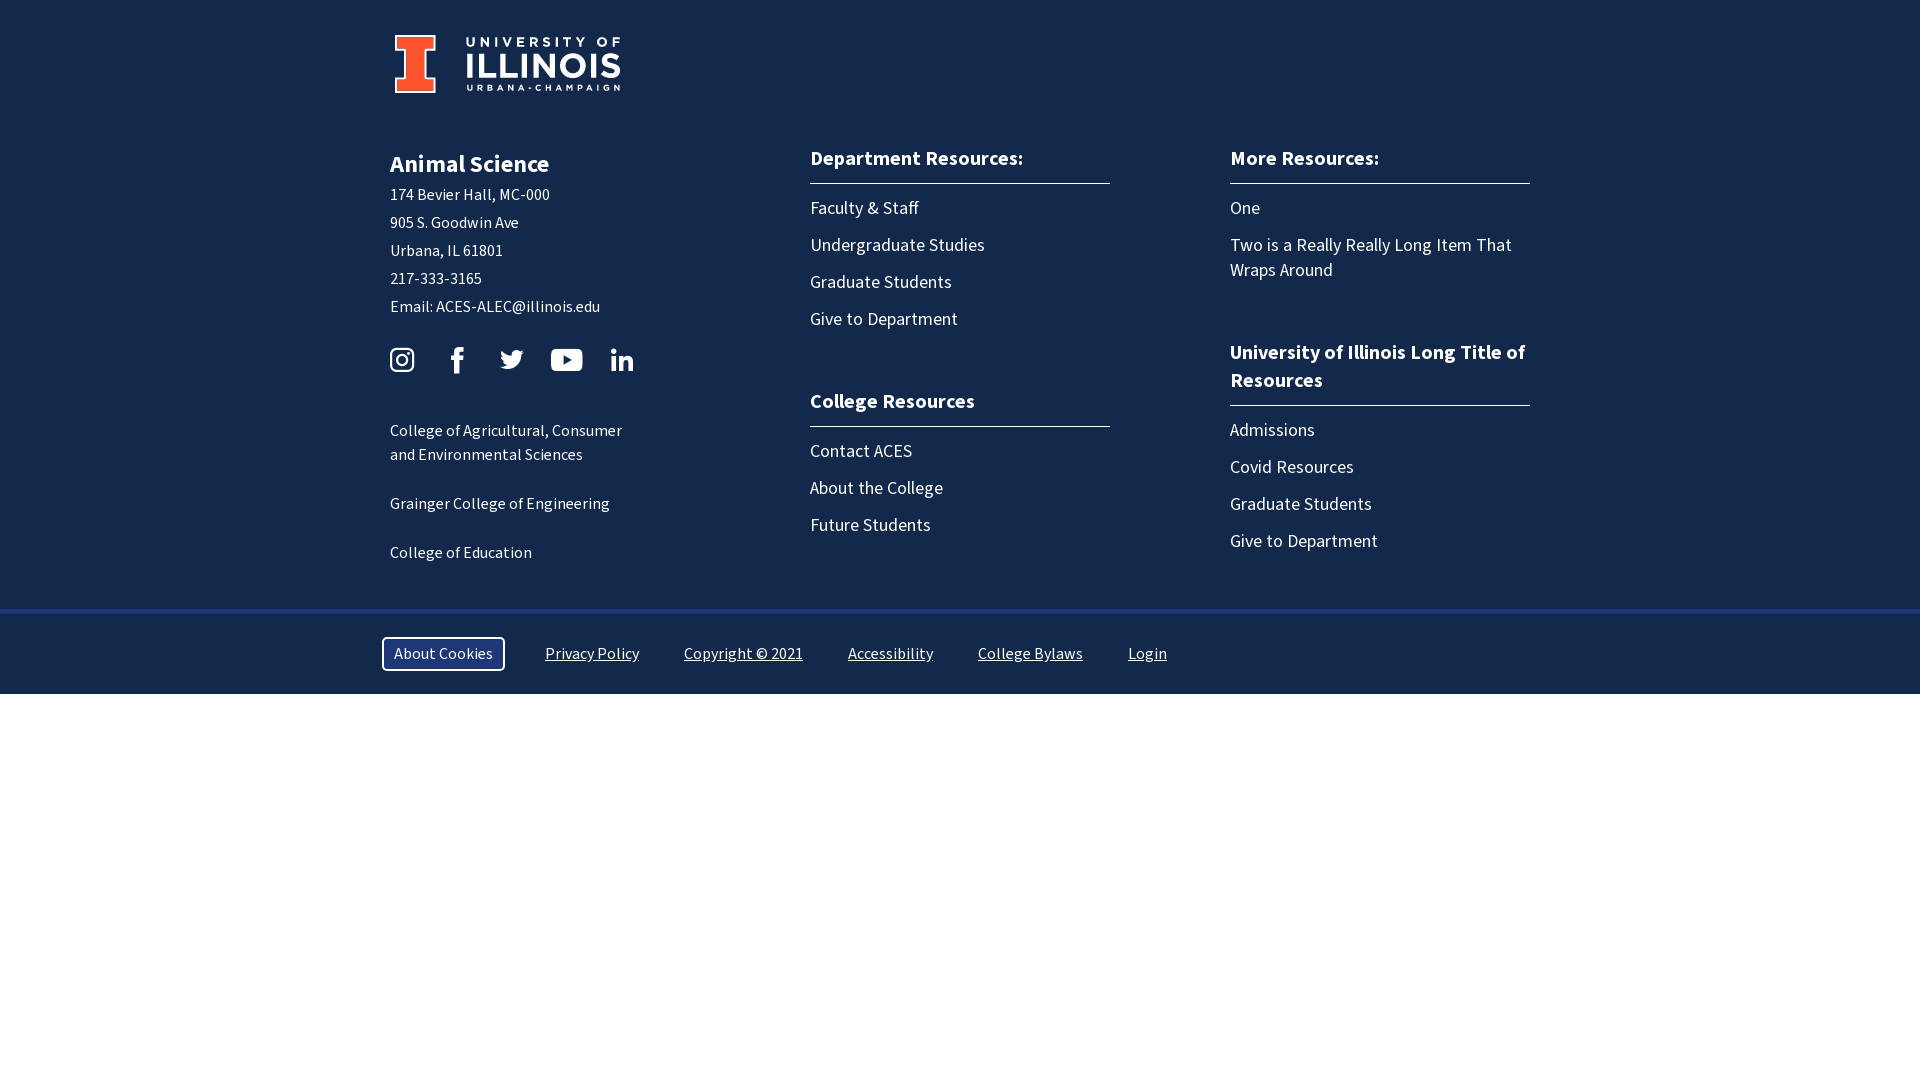 UNIVERSITY OF
ILLINOIS
URBANA-CHAMPAIGN
Animal Science
174 Bevier Hall, MC-000
905 S. Goodwin Ave
Urbana, IL 61801
217-333-3165
Email: ACES-ALEC@illinois.edu
College of Agricultural, Consumer
and Environmental Sciences
Grainger College of Engineering
College of Education
Department Resources:
Faculty & Staff
Undergraduate Studies
Graduate Students
Give to Department
College Resources
Contact ACES
About the College
Future Students
More Resources:
One
Two is a Really Really Long Item That
Wraps Around
University of Illinois Long Title of
Resources
Admissions
Covid Resources
Graduate Students
Give to Department
About Cookies
Privacy Policy
Copyright © 2021
Accessibility
College Bylaws
Login